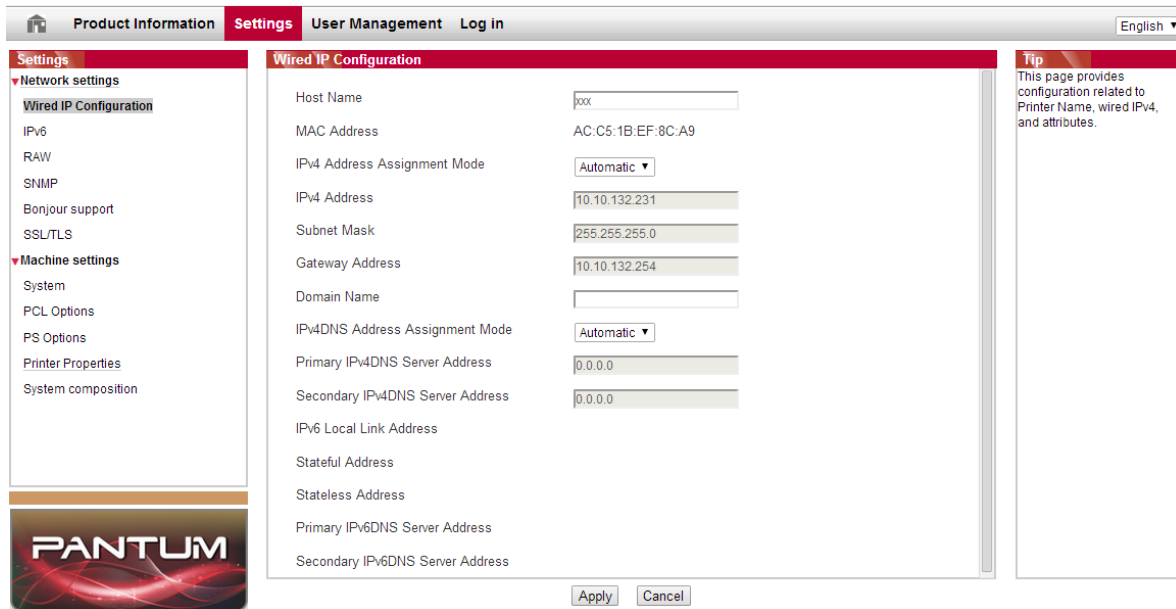 Product Information Settings User Management Log in English
Settings
Network settings
Wired IP Configuration
IPv6
RAW
SNMP
Bonjour support
SSL/TLS
Machine settings
System
PCL Options
PS Options
Printer Properties
System composition
PANTUM
Wired IP Configuration
Host Name xxx
MAC Address AC:C5:1B:EF:8C:A9
IPv4 Address Assignment Mode Automatic
IPv4 Address 10.10.132.231
Subnet Mask 255.255.255.0
Gateway Address 10.10.132.254
Domain Name
IPv4DNS Address Assignment Mode Automatic
Primary IPv4DNS Server Address 0.0.0.0
Secondary IPv4DNS Server Address 0.0.0.0
IPv6 Local Link Address
Stateful Address
Stateless Address
Primary IPv6DNS Server Address
Secondary IPv6DNS Server Address
Apply Cancel
Tip
This page provides
configuration related to
Printer Name, wired IPv4,
and attributes.